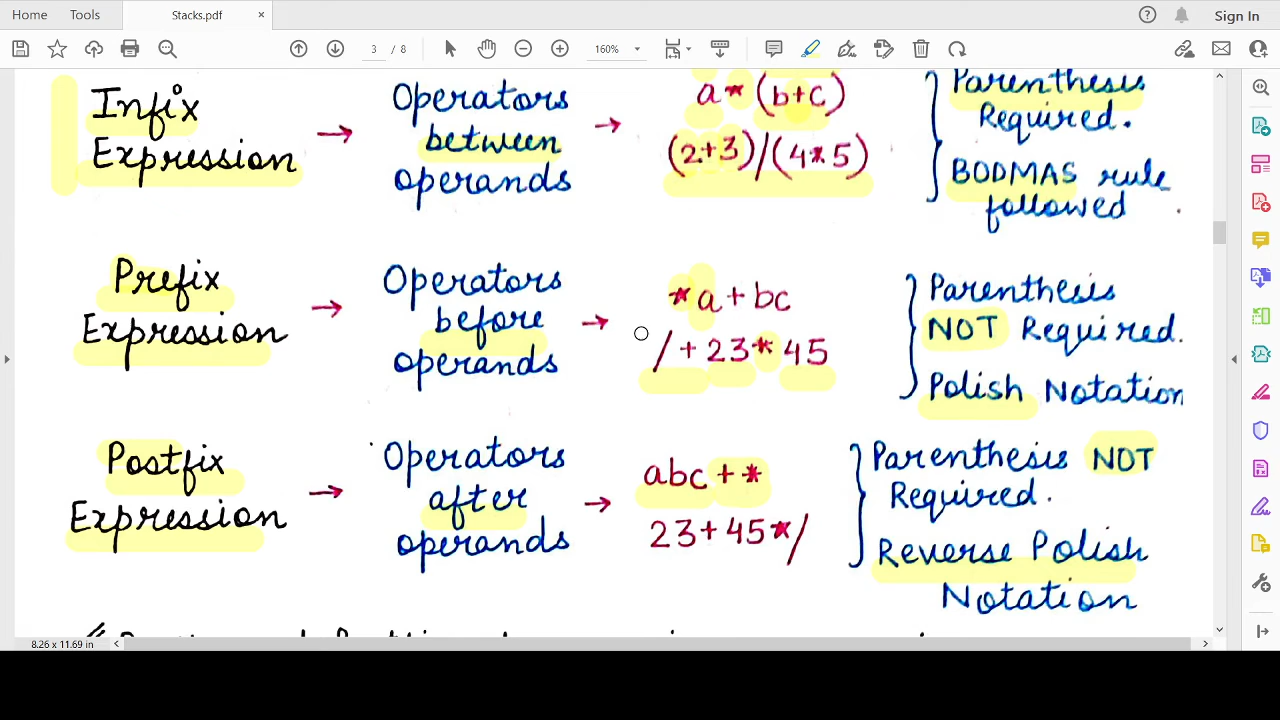 Home Tools Stacks.pdf × Sign In
3 / 8 160%
Infix Expression → Operators between operands → a * (b+c) (2+3)/(4*5) Parenthesis Required. BODMAS rule followed
Prefix Expression → Operators before operands → *a+bc /+23*45 Parenthesis NOT Required. Polish Notation
Postfix Expression → Operators after operands → abc+* 23+45*/ Parenthesis NOT Required. Reverse Polish Notation
8.26 x 11.69 in